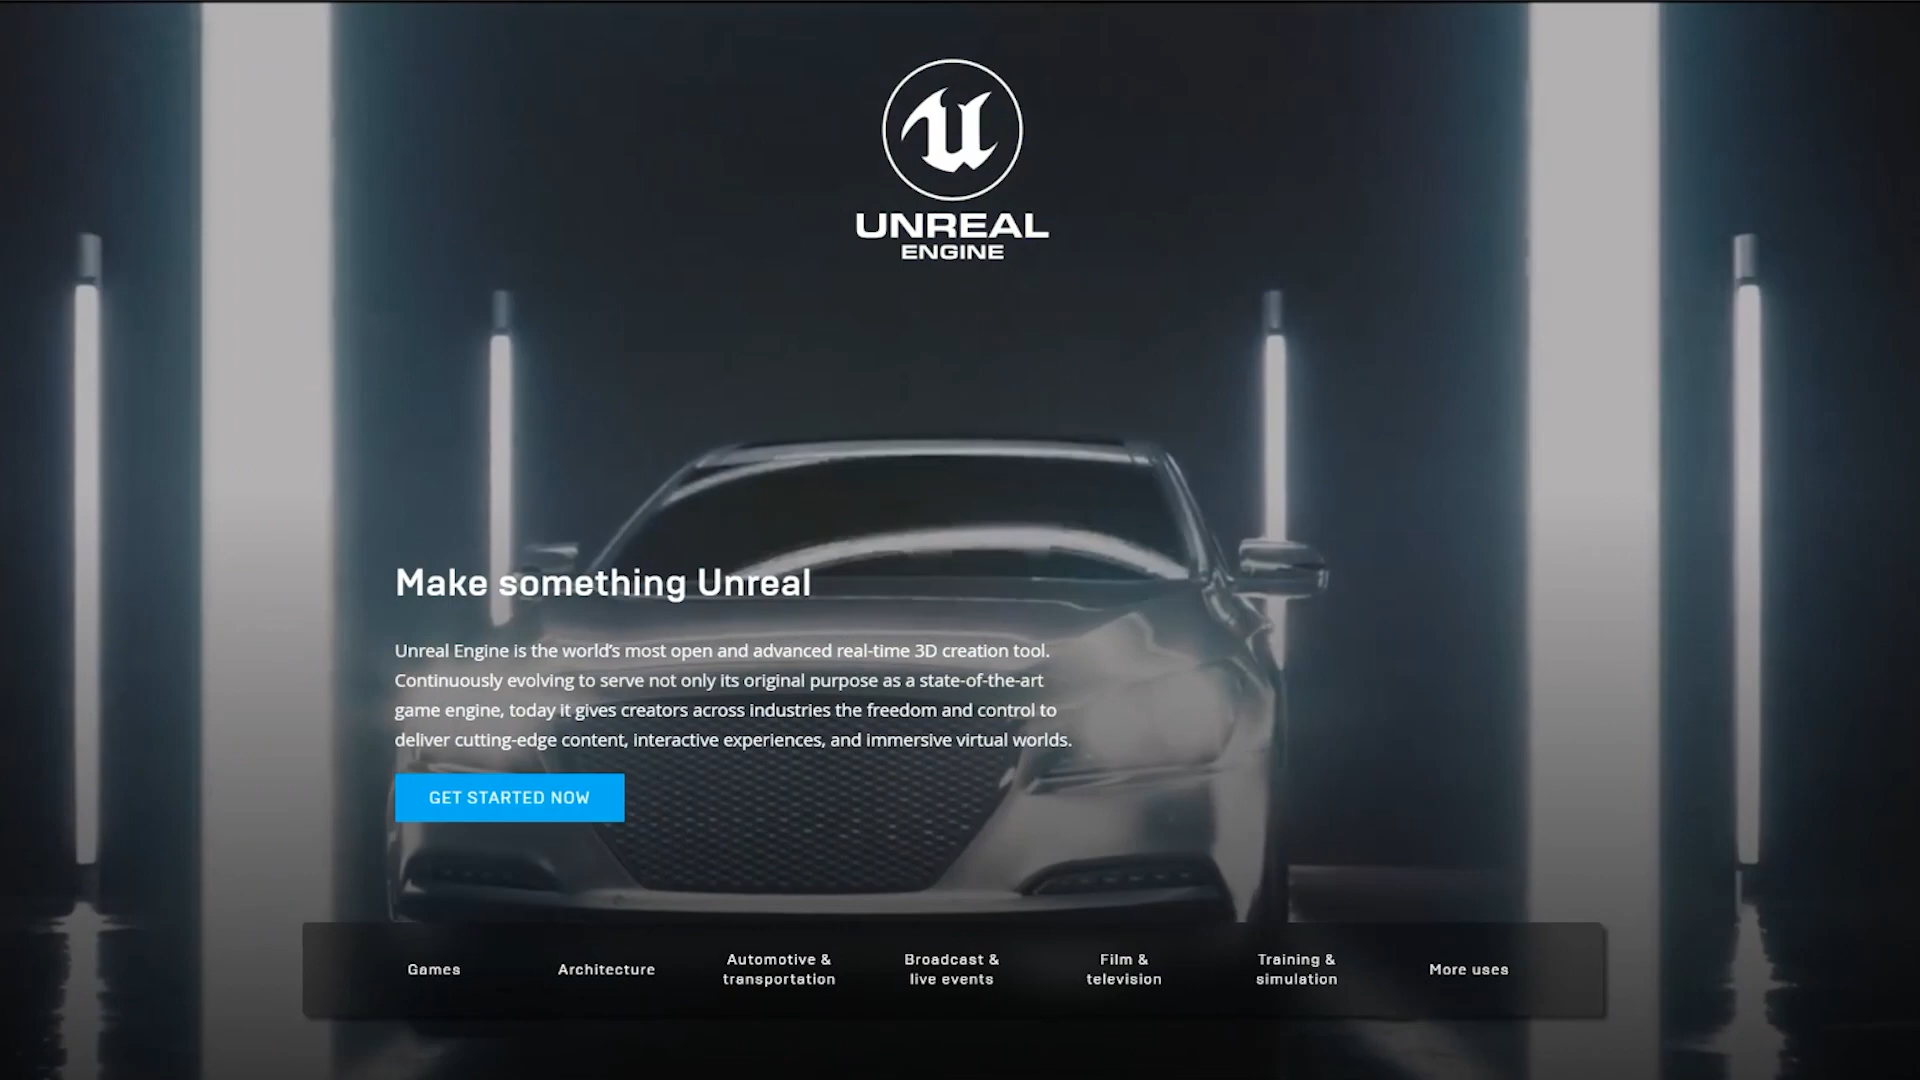 UNREAL
ENGINE
Make something Unreal
Unreal Engine is the world's most open and advanced real-time 3D creation tool.
Continuously evolving to serve not only its original purpose as a state-of-the-art
game engine, today it gives creators across industries the freedom and control to
deliver cutting-edge content, interactive experiences, and immersive virtual worlds.
GET STARTED NOW
Games
Architecture
Automotive &
transportation
Broadcast &
live events
Film &
television
Training &
simulation
More uses